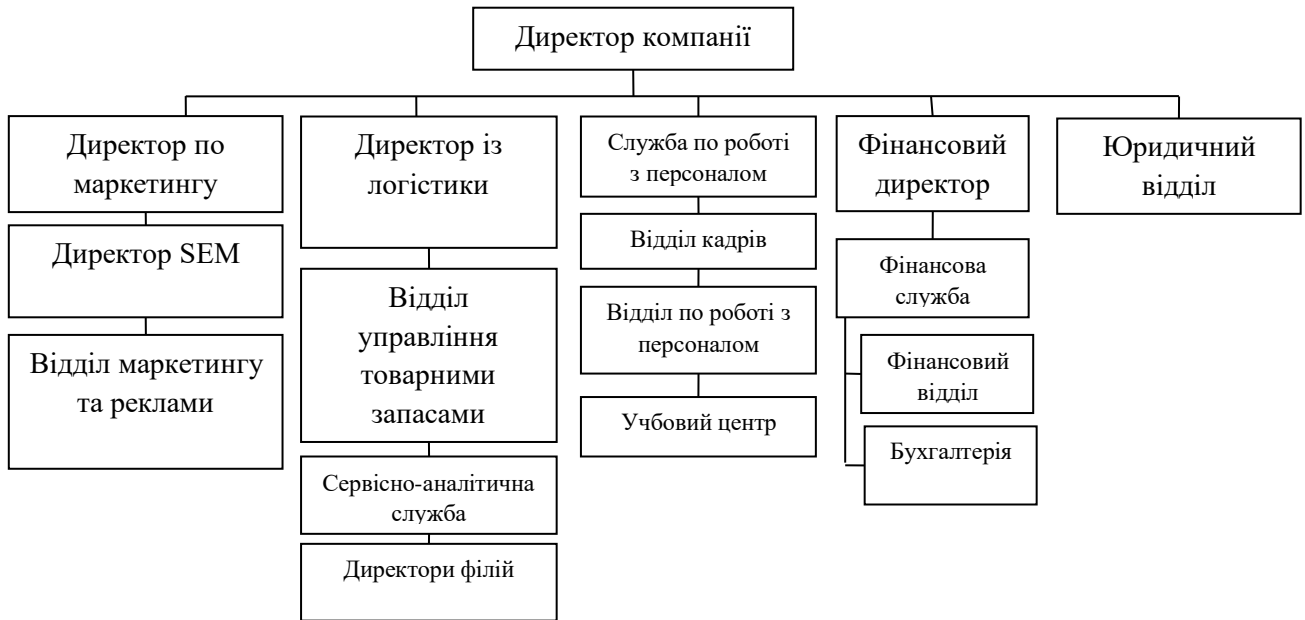 Директор компанії
Директор по
маркетингу
Директор SEM
Відділ маркетингу
та реклами
Директор із
логістики
Відділ
управління
товарними
запасами
Сервісно-аналітична
служба
Директори філій
Служба по роботі
з персоналом
Відділ кадрів
Відділ по роботі з
персоналом
Учбовий центр
Фінансовий
директор
Фінансова
служба
Фінансовий
відділ
Бухгалтерія
Юридичний
відділ